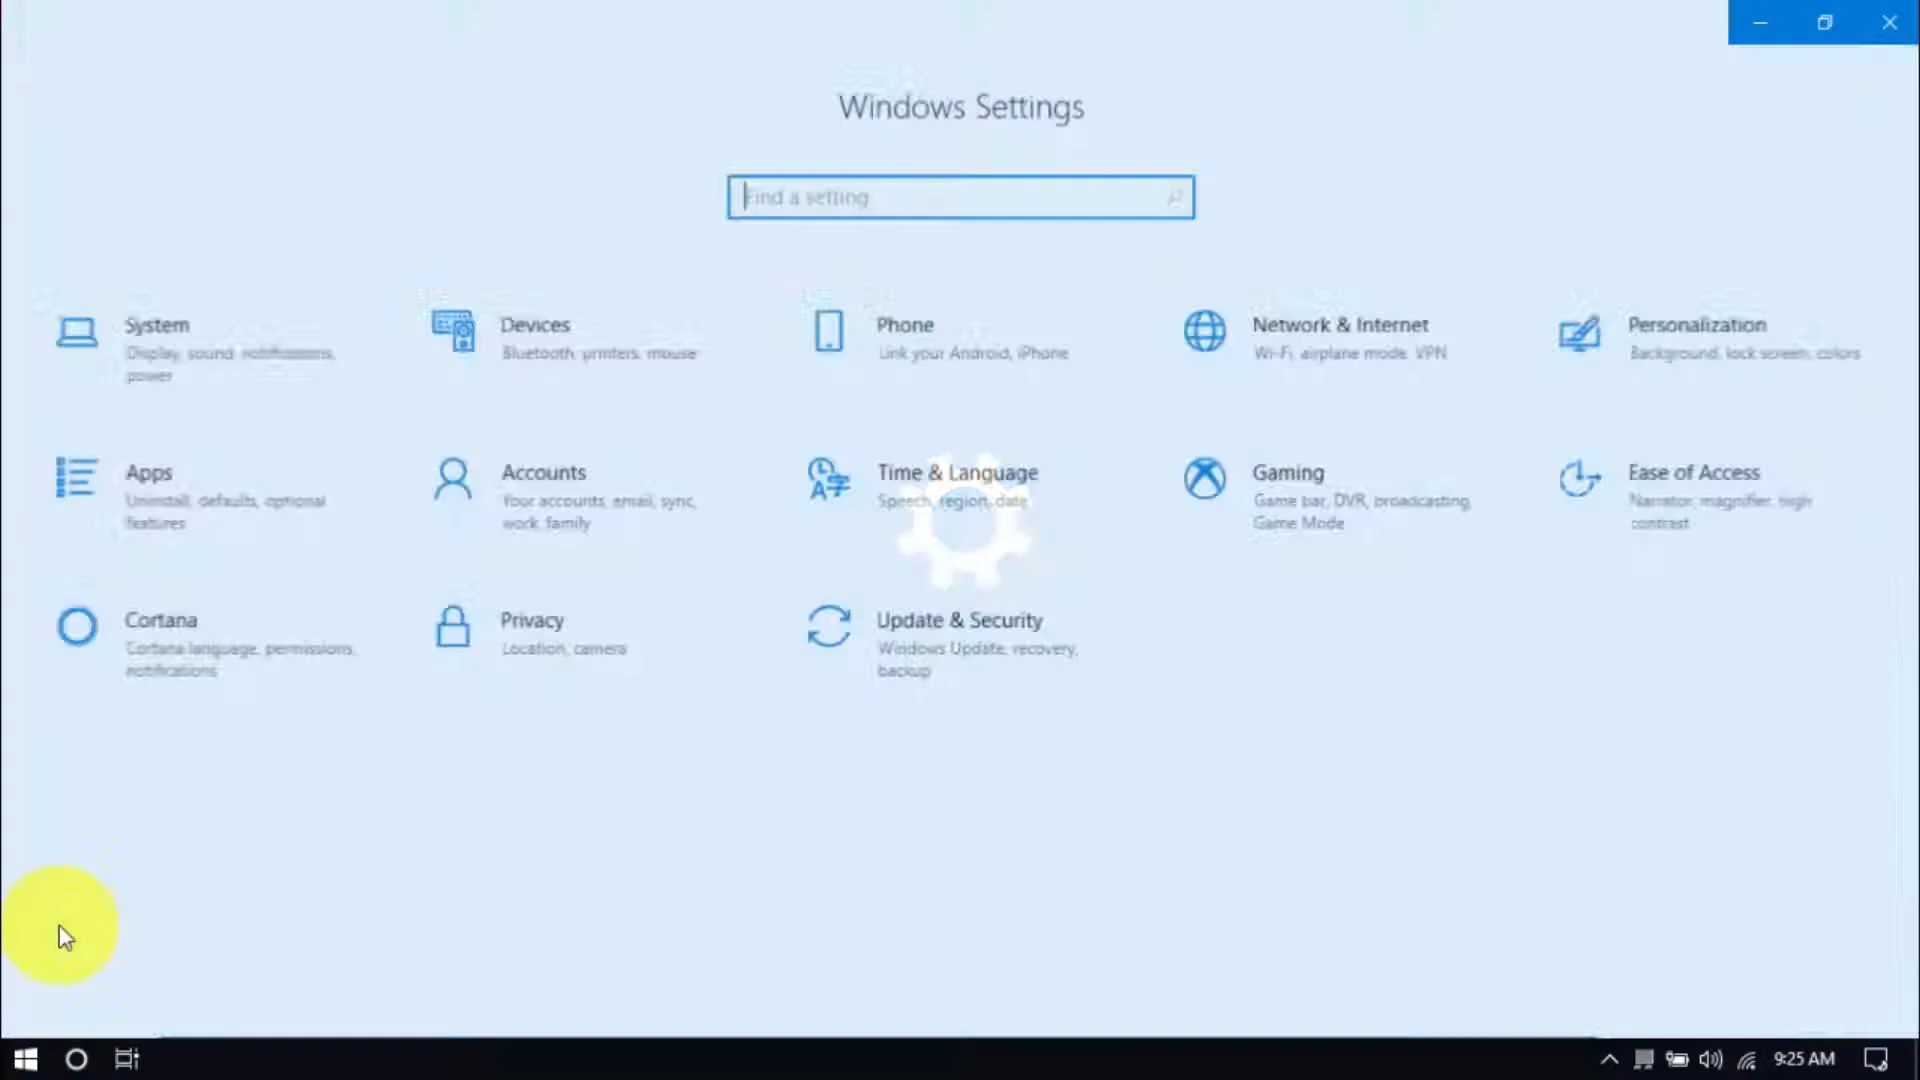 Windows Settings
Find a setting
System
Display, sound, notifications,
power
Devices
Bluetooth, printers, mouse
Phone
Link your Android, iPhone
Network & Internet
Wi-Fi, airplane mode, VPN
Personalization
Background, lock screen, colors
Apps
Uninstall, defaults, optional
features
Accounts
Your accounts, email, sync,
work, family
Time & Language
Speech, region, date
Gaming
Game bar, DVR, broadcasting,
Game Mode
Ease of Access
Narrator, magnifier, high
contrast
Cortana
Cortana language, permissions,
notifications
Privacy
Location, camera
Update & Security
Windows Update, recovery,
backup
9:25 AM